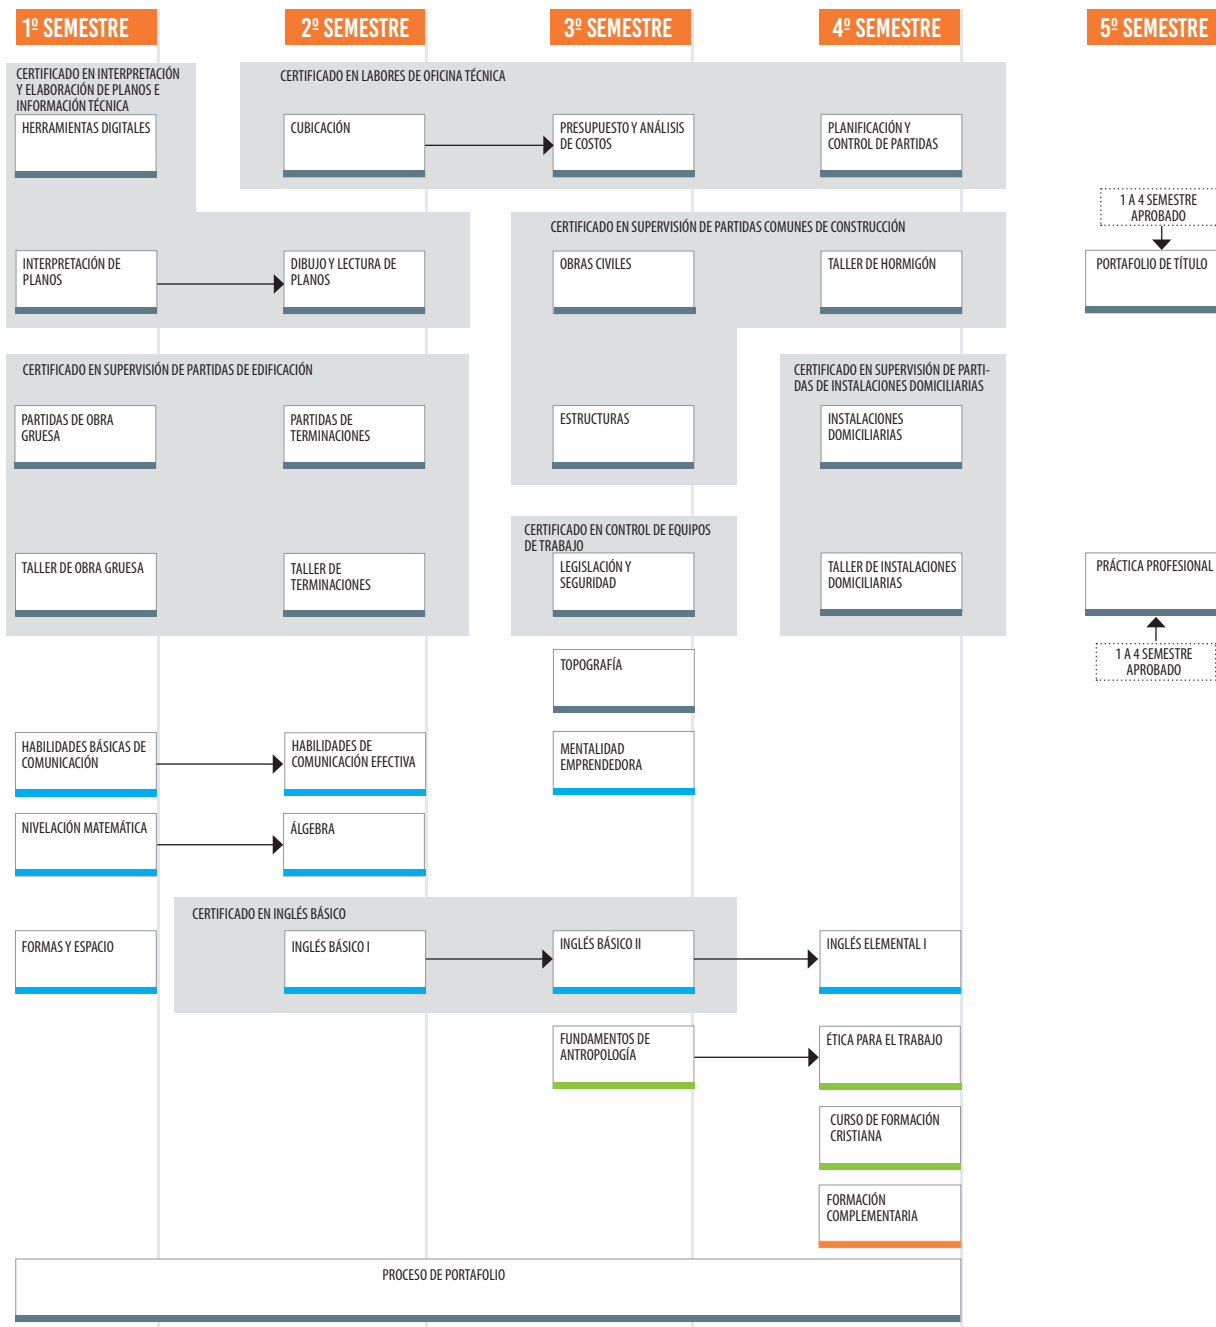 1º SEMESTRE
2º SEMESTRE
3º SEMESTRE
4º SEMESTRE
5º SEMESTRE
CERTIFICADO EN INTERPRETACIÓN
Y ELABORACIÓN DE PLANOS E
INFORMACIÓN TÉCNICA
CERTIFICADO EN LABORES DE OFICINA TÉCNICA
HERRAMIENTAS DIGITALES
CUBICACIÓN
PRESUPUESTO Y ANÁLISIS
DE COSTOS
PLANIFICACIÓN Y
CONTROL DE PARTIDAS
1 A 4 SEMESTRE
APROBADO
CERTIFICADO EN SUPERVISIÓN DE PARTIDAS COMUNES DE CONSTRUCCIÓN
INTERPRETACIÓN DE
PLANOS
DIBUJO Y LECTURA DE
PLANOS
OBRAS CIVILES
TALLER DE HORMIGÓN
PORTAFOLIO DE TÍTULO
CERTIFICADO EN SUPERVISIÓN DE PARTIDAS DE EDIFICACIÓN
CERTIFICADO EN SUPERVISIÓN DE PARTI-
DAS DE INSTALACIONES DOMICILIARIAS
PARTIDAS DE OBRA
GRUESA
PARTIDAS DE
TERMINACIONES
ESTRUCTURAS
INSTALACIONES
DOMICILIARIAS
CERTIFICADO EN CONTROL DE EQUIPOS
DE TRABAJO
TALLER DE OBRA GRUESA
TALLER DE
TERMINACIONES
LEGISLACIÓN Y
SEGURIDAD
TALLER DE INSTALACIONES
DOMICILIARIAS
PRÁCTICA PROFESIONAL
1 A 4 SEMESTRE
APROBADO
TOPOGRAFÍA
HABILIDADES BÁSICAS DE
COMUNICACIÓN
HABILIDADES DE
COMUNICACIÓN EFECTIVA
MENTALIDAD
EMPRENDEDORA
NIVELACIÓN MATEMÁTICA
ÁLGEBRA
CERTIFICADO EN INGLÉS BÁSICO
FORMAS Y ESPACIO
INGLÉS BÁSICO I
INGLÉS BÁSICO II
INGLÉS ELEMENTAL I
FUNDAMENTOS DE
ANTROPOLOGÍA
ÉTICA PARA EL TRABAJO
CURSO DE FORMACIÓN
CRISTIANA
FORMACIÓN
COMPLEMENTARIA
PROCESO DE PORTAFOLIO